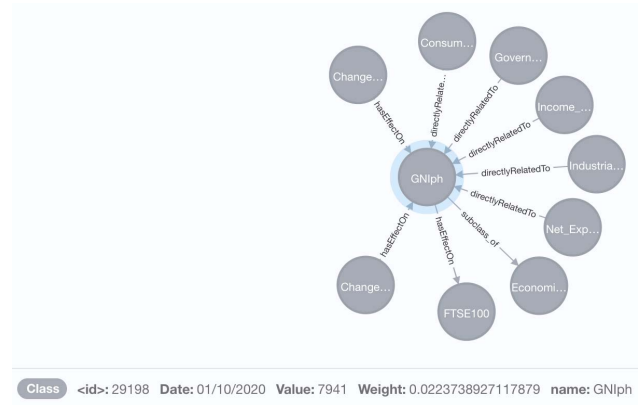 Consum...
Govern...
Change...
Income_...
hasEffectOn
directlyRelate...
directlyRelatedTo
directlyRelatedTo
Industria...
directlyRelatedTo
GNIph
directlyRelatedTo
Net_Exp...
hasEffectOn
hasEffectOn
subclass_of
Change...
Economi...
FTSE100
Class <id>: 29198 Date: 01/10/2020 Value: 7941 Weight: 0.0223738927117879 name: GNIph